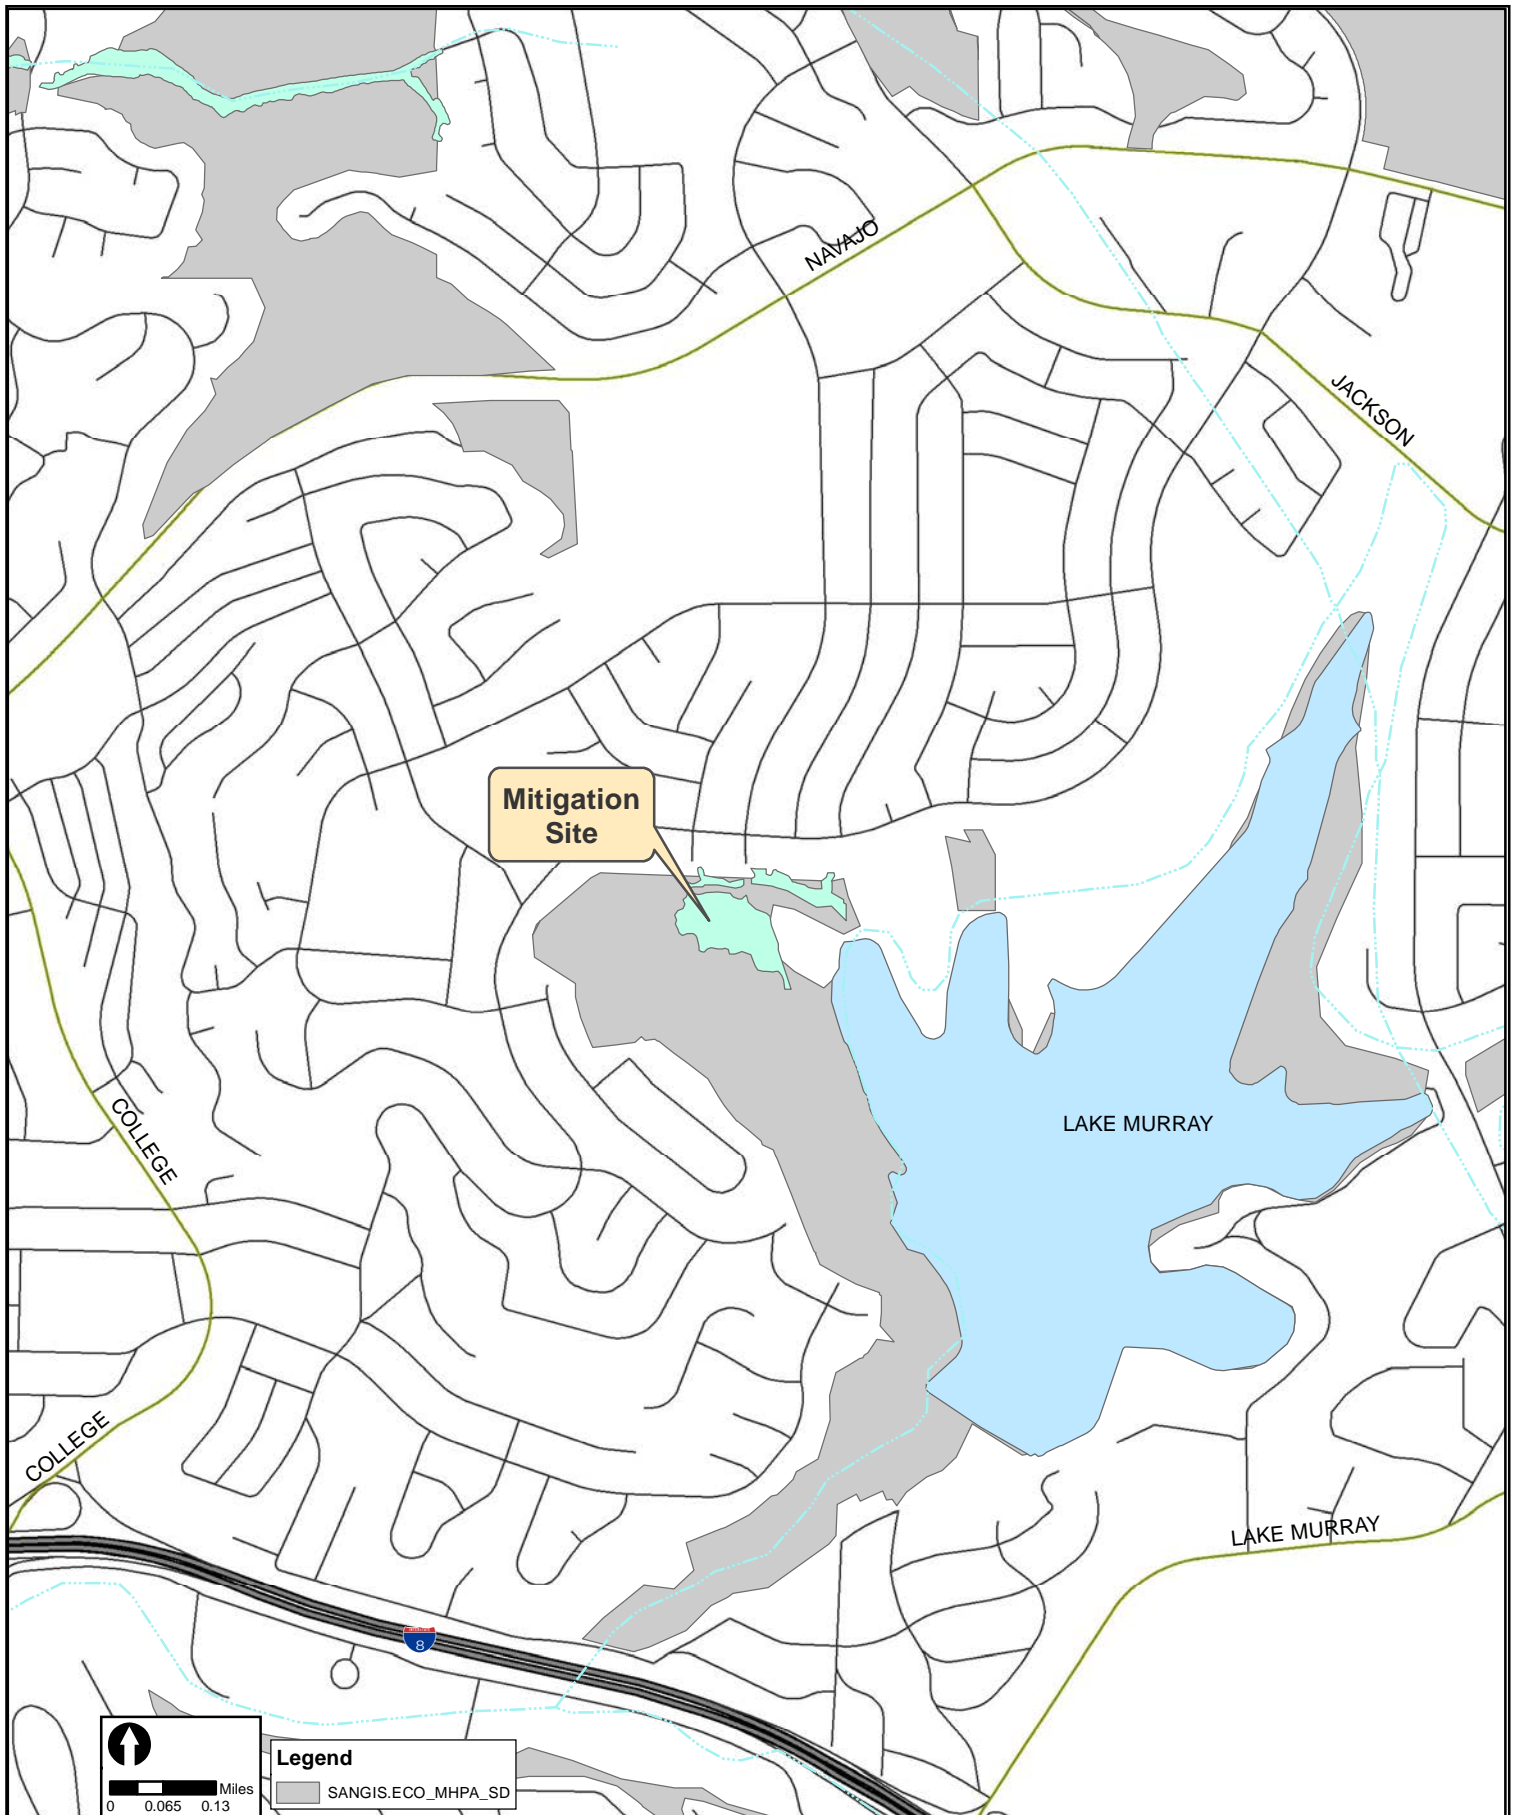 NAVAJO
JACKSON
Mitigation
Site
COLLEGE
LAKE MURRAY
COLLEGE
LAKE MURRAY
8
Legend
SANGIS.ECO_MHPA_SD
Miles
0 0.065 0.13